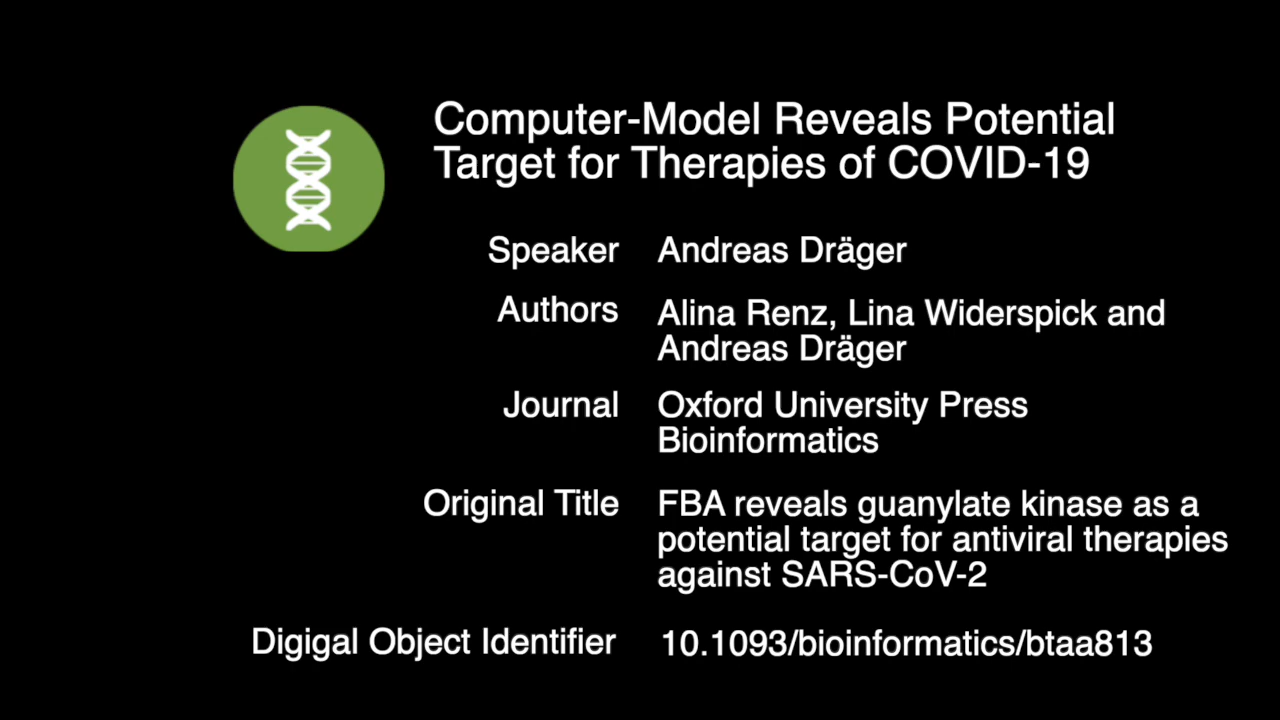 Computer-Model Reveals Potential
Target for Therapies of COVID-19
Speaker Andreas Dräger
Authors Alina Renz, Lina Widerspick and
Andreas Dräger
Journal Oxford University Press
Bioinformatics
Original Title FBA reveals guanylate kinase as a
potential target for antiviral therapies
against SARS-CoV-2
Digigal Object Identifier 10.1093/bioinformatics/btaa813